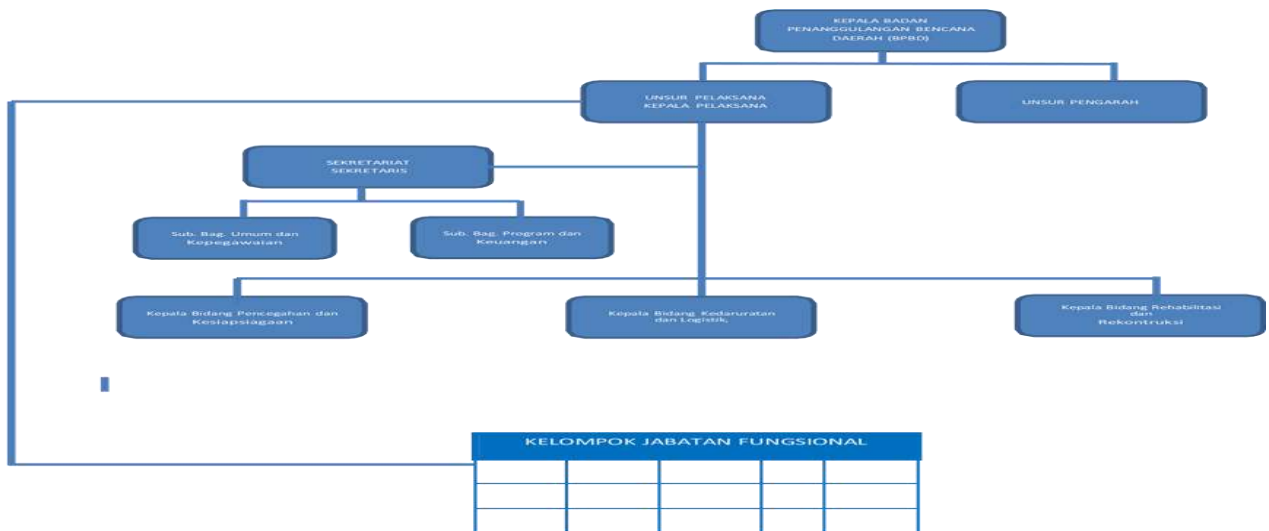 KEPALA BADAN
PENANGGULANGAN BENCANA
DAERAH (BPBD)
UNSUR PELAKSANA
KEPALA PELAKSANA
UNSUR PENGARAH
SEKRETARIAT
SEKRETARIS
Sub. Bag. Umum dan
Kepegawaian
Sub. Bag. Program dan
Keuangan
Kepala Bidang Pencegahan dan
Kesiapsiagaan
Kepala Bidang Kedaruratan
dan Logistik,
Kepala Bidang Rehabilitasi
dan
Rekontruksi
KELOMPOK JABATAN FUNGSIONAL